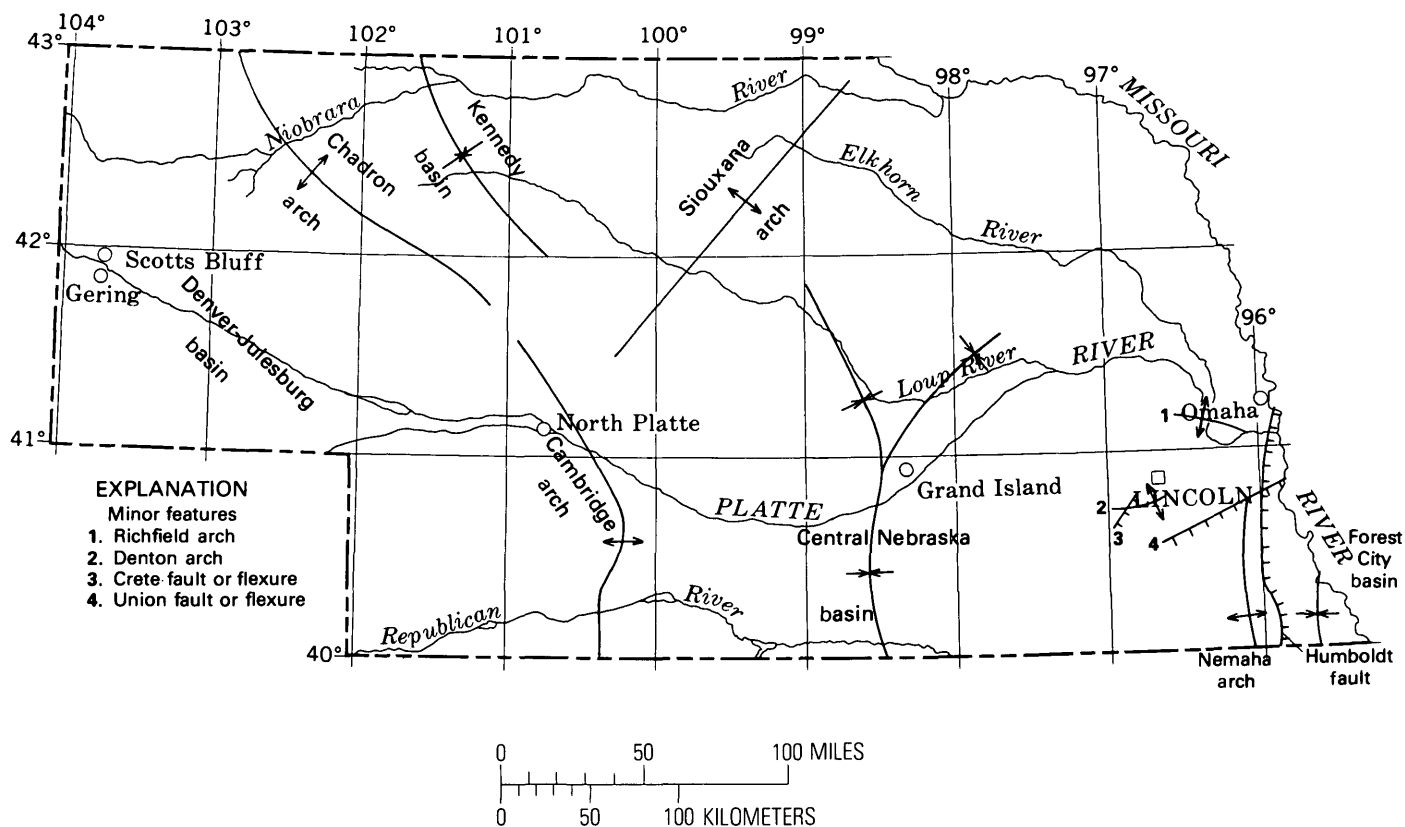 104°
103°
102°
101°
100°
99°
98°
97°
43°
MISSOURI
River
Niobrara
Kennedy
basin
Chadron
arch
Siouxana
arch
Elkhorn
River
42°
Scotts Bluff
Gering
Denver-Julesburg
basin
96°
RIVER
Loup River
1
Omaha
North Platte
41°
Cambridge
arch
Grand Island
PLATTE
LINCOLN
2
3
4
RIVER
EXPLANATION
Minor features
1. Richfield arch
2. Denton arch
3. Crete fault or flexure
4. Union fault or flexure
Central Nebraska
basin
Forest
City
basin
Republican
River
40°
Nemaha
arch
Humboldt
fault
0 50 100 MILES
0 50 100 KILOMETERS